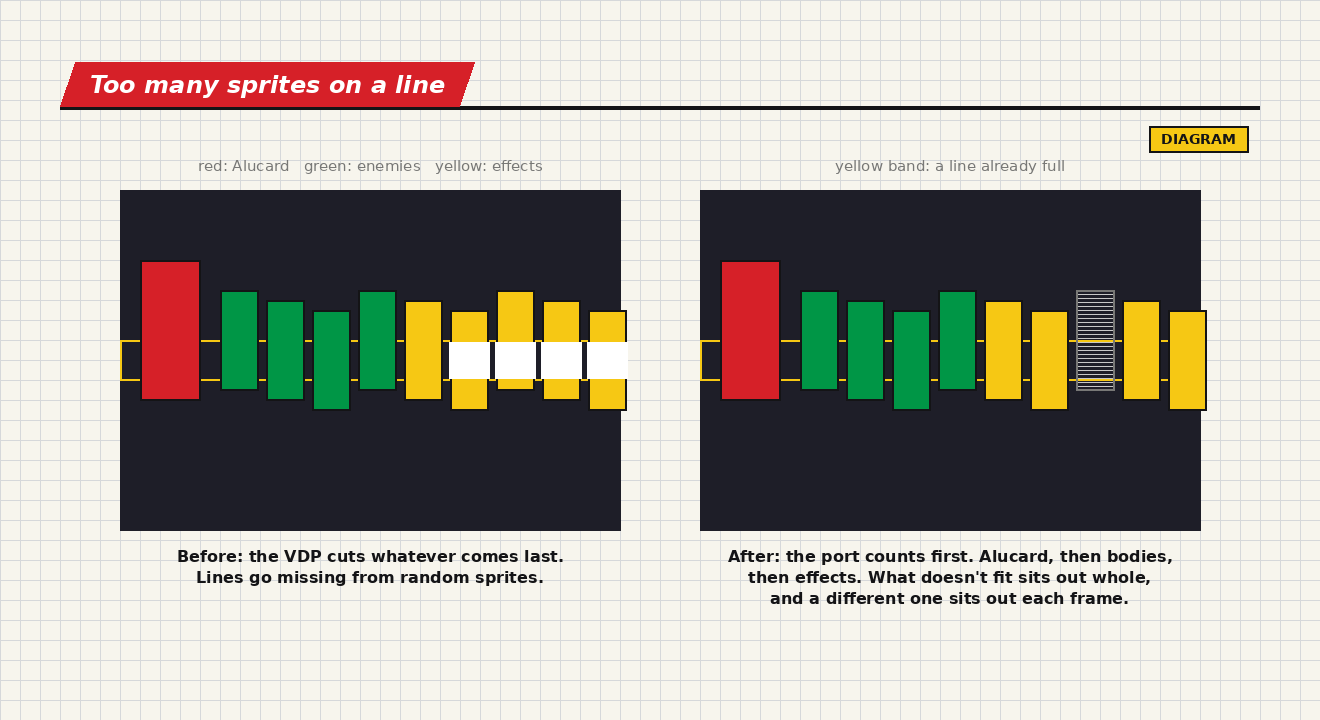 Too many sprites on a line
DIAGRAM
red: Alucard green: enemies yellow: effects
yellow band: a line already full
Before: the VDP cuts whatever comes last.
Lines go missing from random sprites.
After: the port counts first. Alucard, then bodies,
then effects. What doesn't fit sits out whole,
and a different one sits out each frame.